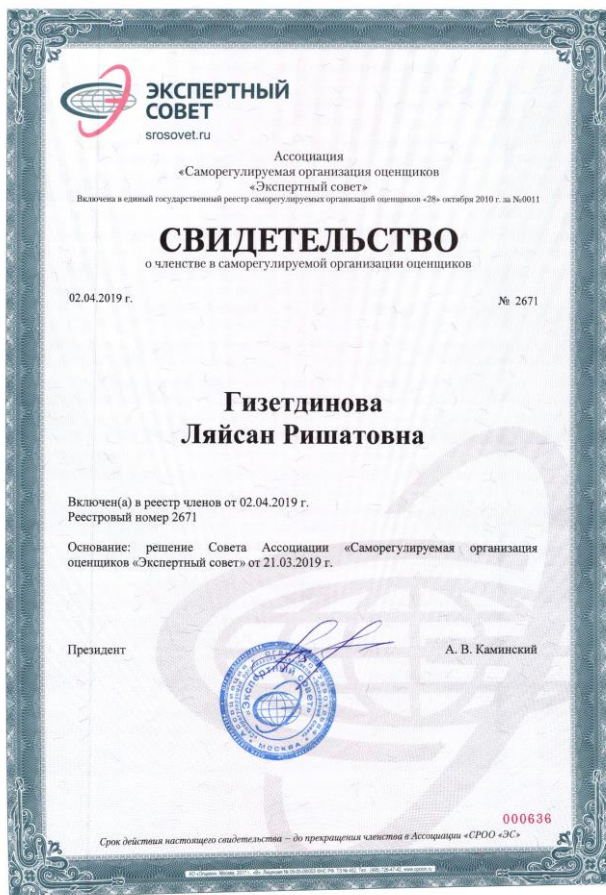 ЭКСПЕРТНЫЙ
СОВЕТ
srosovet.ru
Ассоциация
«Саморегулируемая организация оценщиков
«Экспертный совет»
Включена в единый государственный реестр саморегулируемых организаций оценщиков «28» октября 2010 г. за №0011
СВИДЕТЕЛЬСТВО
о членстве в саморегулируемой организации оценщиков
02.04.2019 г.
№ 2671
Гизетдинова
Ляйсан Ришатовна
Включен(а) в реестр членов от 02.04.2019 г.
Реестровый номер 2671
Основание: решение Совета Ассоциации «Саморегулируемая организация
оценщиков «Экспертный совет» от 21.03.2019 г.
Президент
А. В. Каминский
Экспертный совет
МОСКВА
000636
Срок действия настоящего свидетельства – до прекращения членства в Ассоциации «СРОО «ЭС»